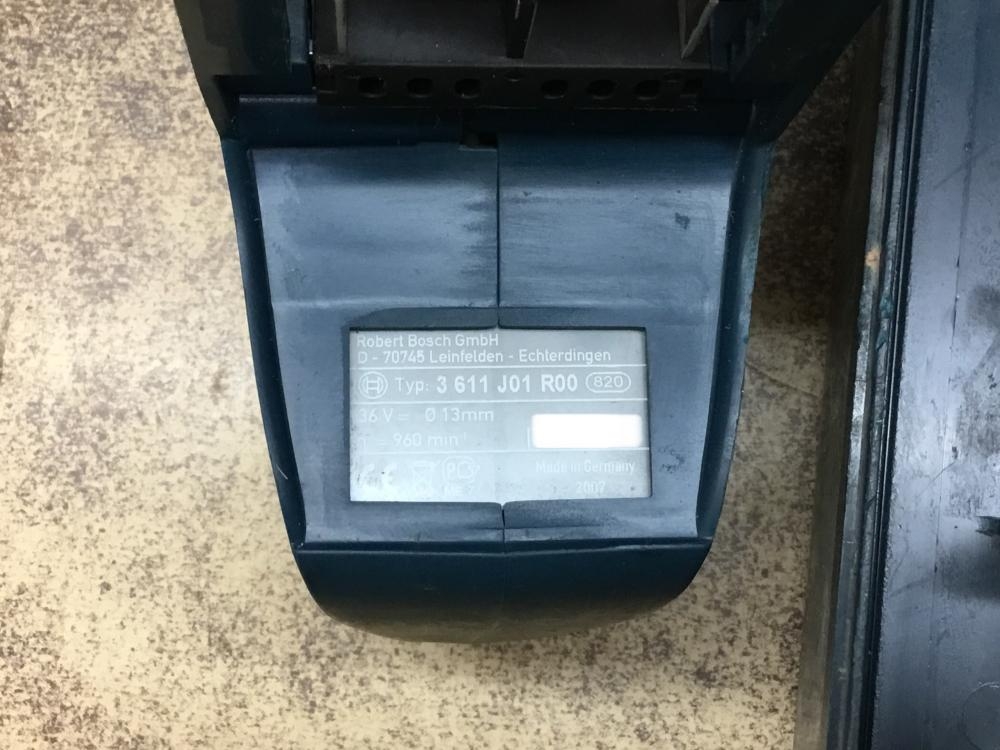 Robert Bosch GmbH
D - 70745 Leinfelden - Echterdingen
Typ: 3 611 J01 R00 820
36 V = Ø 13mm
= 960 min⁻¹
Made in Germany
2007